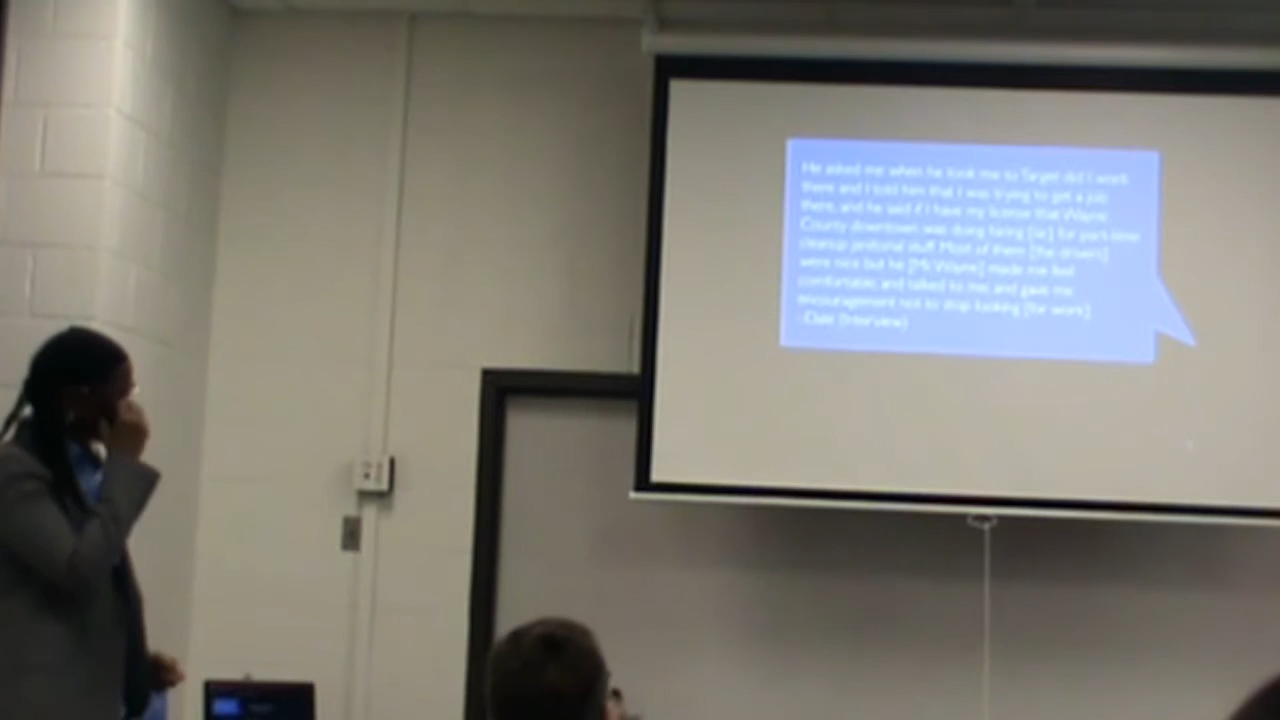 He asked me when he took me to Target did I work
there and I told him that I was trying to get a job
there, and he said if I have my license that Wayne
County downtown was doing hiring [sic] for part-time
cleanup janitorial stuff. Most of them [the drivers]
were nice but he [Mr. Wayne] made me feel
comfortable, and talked to me, and gave me
encouragement not to stop looking [for work]
(Interview)